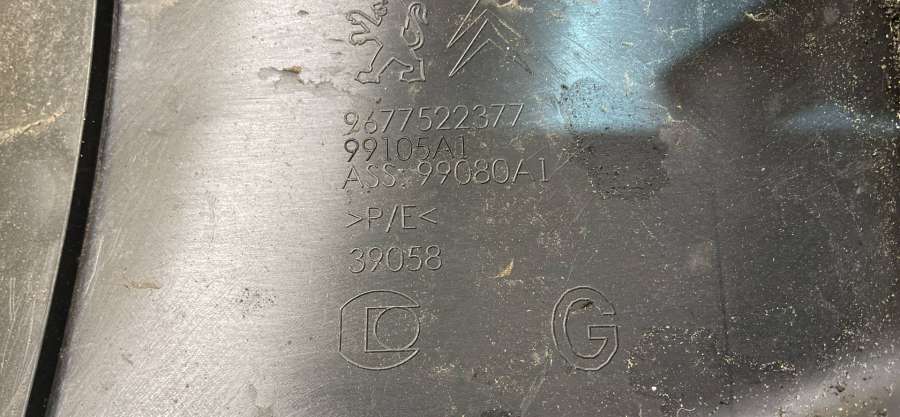 9677522377
99105A1
ASS. 99080A1
>P/E<
39058
G